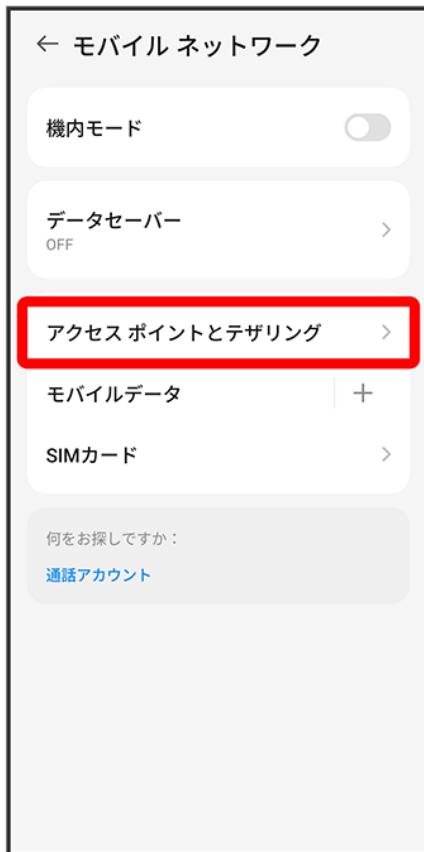 モバイル ネットワーク
機内モード
データセーバー
OFF
アクセス ポイントとテザリング
モバイルデータ
SIMカード
何をお探しですか：
通話アカウント